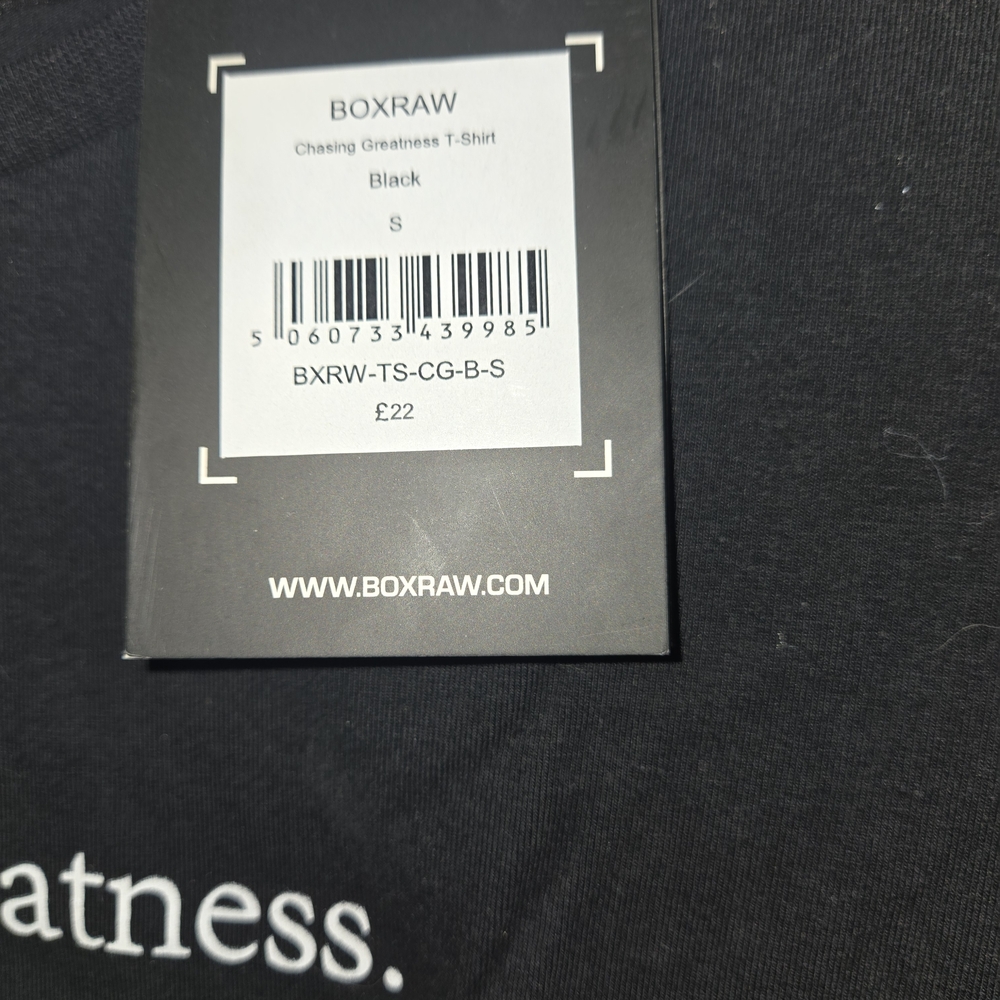 BOXRAW
Chasing Greatness T-Shirt
Black
S
5 060733 439985
BXRW-TS-CG-B-S
£22
WWW.BOXRAW.COM
atness.